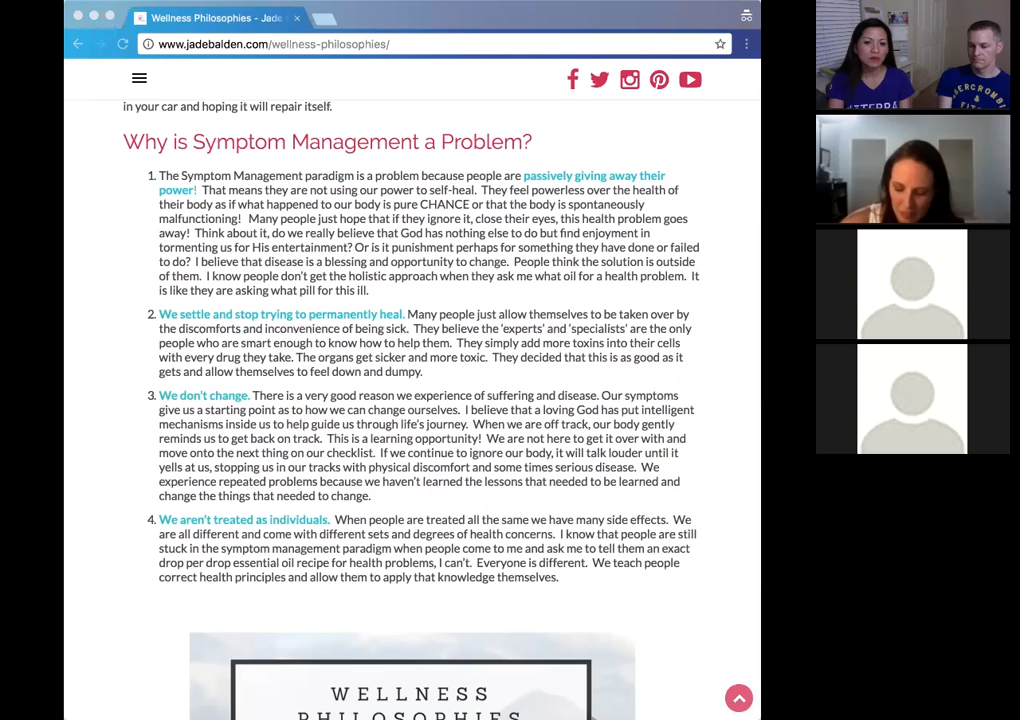 Wellness Philosophies - Jade
www.jadebalden.com/wellness-philosophies/
in your car and hoping it will repair itself.
Why is Symptom Management a Problem?
1. The Symptom Management paradigm is a problem because people are passively giving away their
power! That means they are not using our power to self-heal. They feel powerless over the health of
their body as if what happened to our body is pure CHANCE or that the body is spontaneously
malfunctioning! Many people just hope that if they ignore it, close their eyes, this health problem goes
away! Think about it, do we really believe that God has nothing else to do but find enjoyment in
tormenting us for His entertainment? Or is it punishment perhaps for something they have done or failed
to do? I believe that disease is a blessing and opportunity to change. People think the solution is outside
of them. I know people don't get the holistic approach when they ask me what oil for a health problem. It
is like they are asking what pill for this ill.
2. We settle and stop trying to permanently heal. Many people just allow themselves to be taken over by
the discomforts and inconvenience of being sick. They believe the 'experts' and 'specialists' are the only
people who are smart enough to know how to help them. They simply add more toxins into their cells
with every drug they take. The organs get sicker and more toxic. They decided that this is as good as it
gets and allow themselves to feel down and dumpy.
3. We don't change. There is a very good reason we experience of suffering and disease. Our symptoms
give us a starting point as to how we can change ourselves. I believe that a loving God has put intelligent
mechanisms inside us to help guide us through life's journey. When we are off track, our body gently
reminds us to get back on track. This is a learning opportunity! We are not here to get it over with and
move onto the next thing on our checklist. If we continue to ignore our body, it will talk louder until it
yells at us, stopping us in our tracks with physical discomfort and some times serious disease. We
experience repeated problems because we haven't learned the lessons that needed to be learned and
change the things that needed to change.
4. We aren't treated as individuals. When people are treated all the same we have many side effects. We
are all different and come with different sets and degrees of health concerns. I know that people are still
stuck in the symptom management paradigm when people come to me and ask me to tell them an exact
drop per drop essential oil recipe for health problems, I can't. Everyone is different. We teach people
correct health principles and allow them to apply that knowledge themselves.
WELLNESS
PHILOSOPHIES